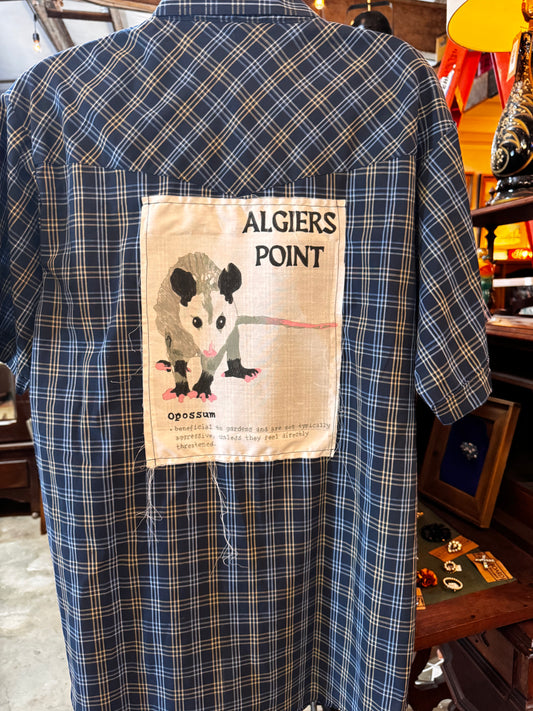 ALGIERS
POINT
Opossum
• beneficial to gardens and are not typically
aggressive, unless they feel directly
threatened.